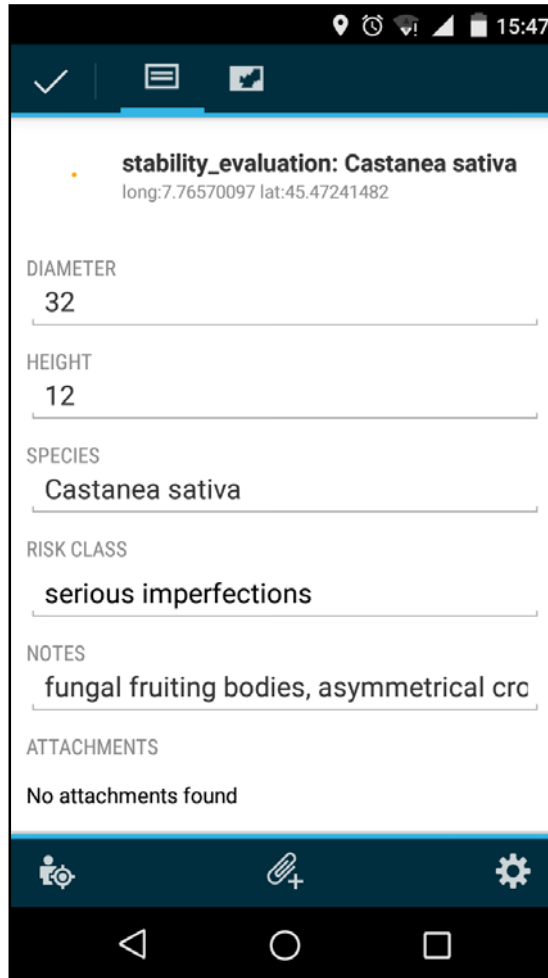 15:47
stability_evaluation: Castanea sativa
long:7.76570097 lat:45.47241482
DIAMETER
32
HEIGHT
12
SPECIES
Castanea sativa
RISK CLASS
serious imperfections
NOTES
fungal fruiting bodies, asymmetrical cro
ATTACHMENTS
No attachments found